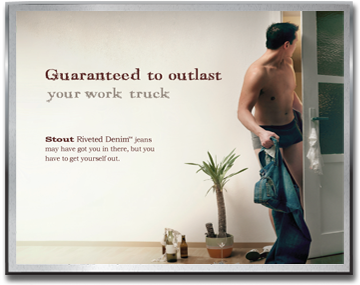 Guaranteed to outlast
your work truck
Stout Riveted Denim™ jeans
may have got you in there, but you
have to get yourself out.